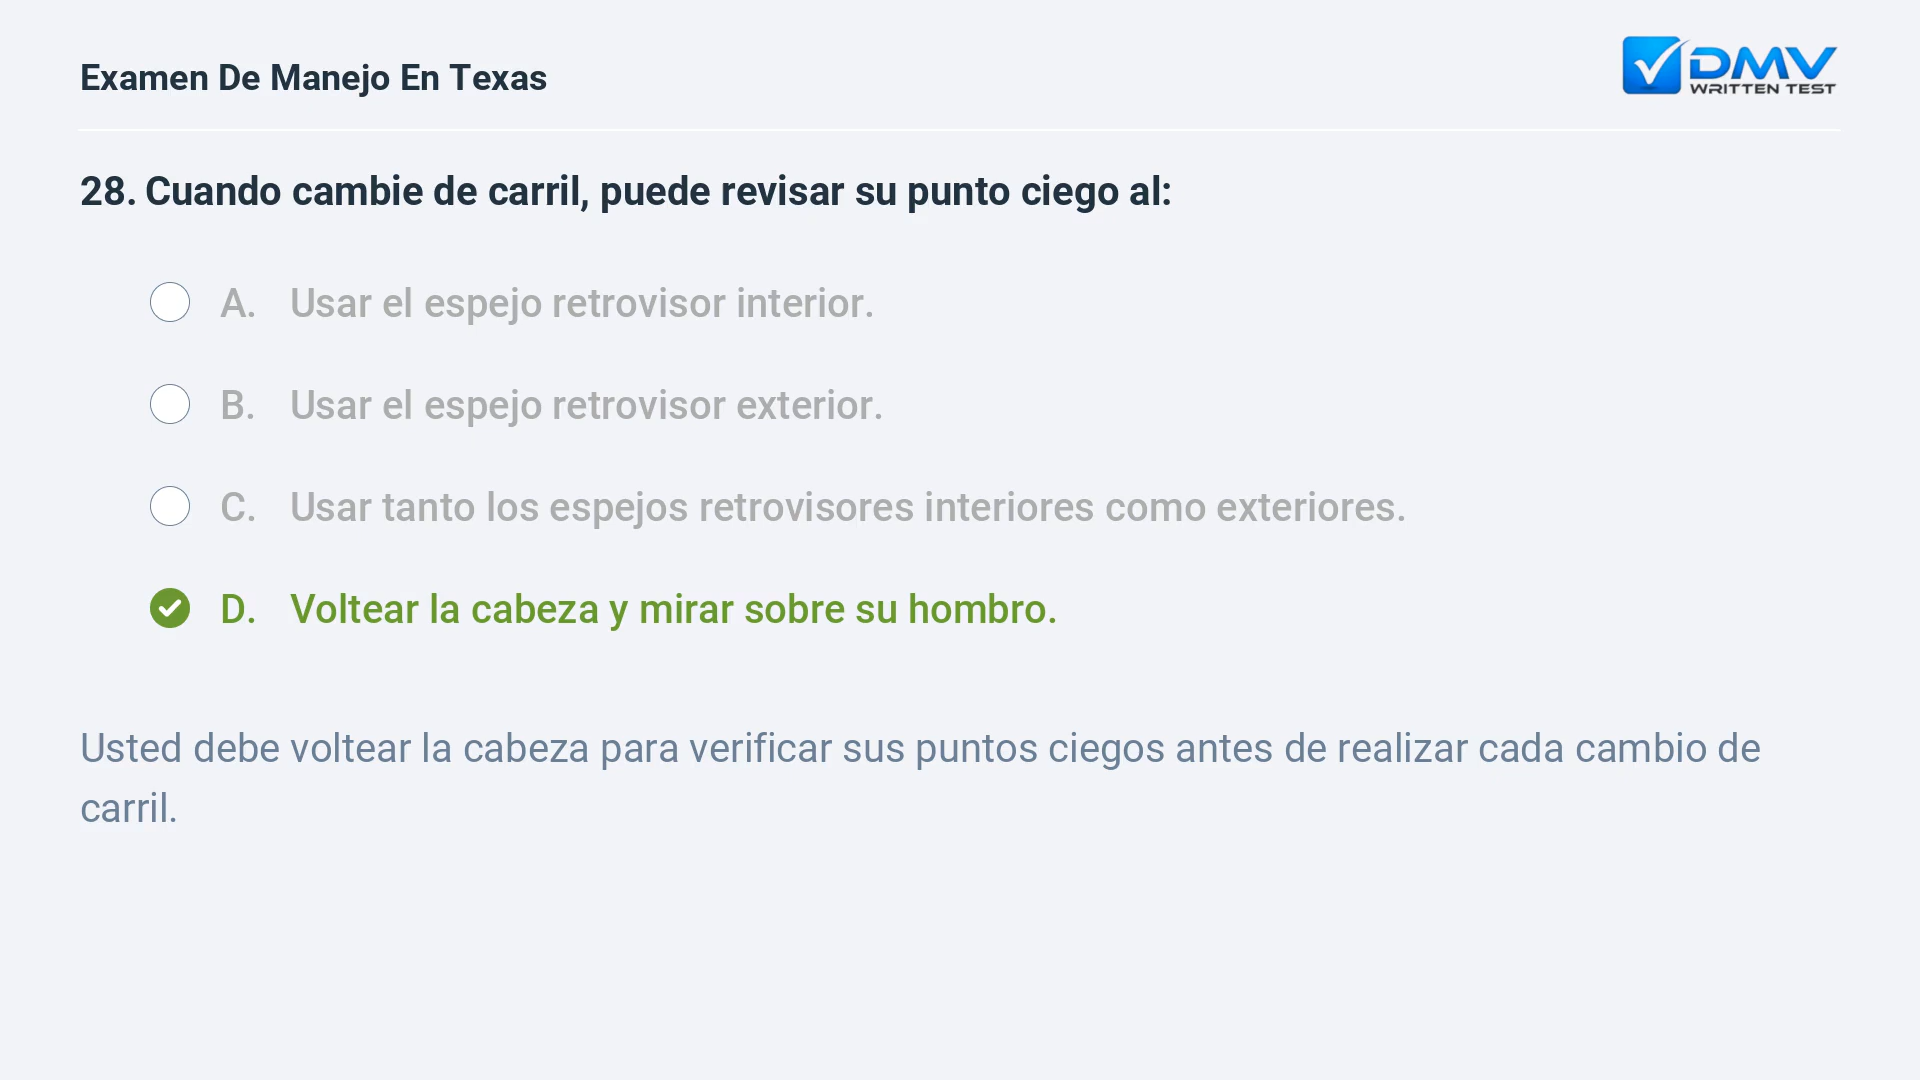 Examen De Manejo En Texas
DMV
WRITTEN TEST
28. Cuando cambie de carril, puede revisar su punto ciego al:
A. Usar el espejo retrovisor interior.
B. Usar el espejo retrovisor exterior.
C. Usar tanto los espejos retrovisores interiores como exteriores.
D. Voltear la cabeza y mirar sobre su hombro.
Usted debe voltear la cabeza para verificar sus puntos ciegos antes de realizar cada cambio de
carril.